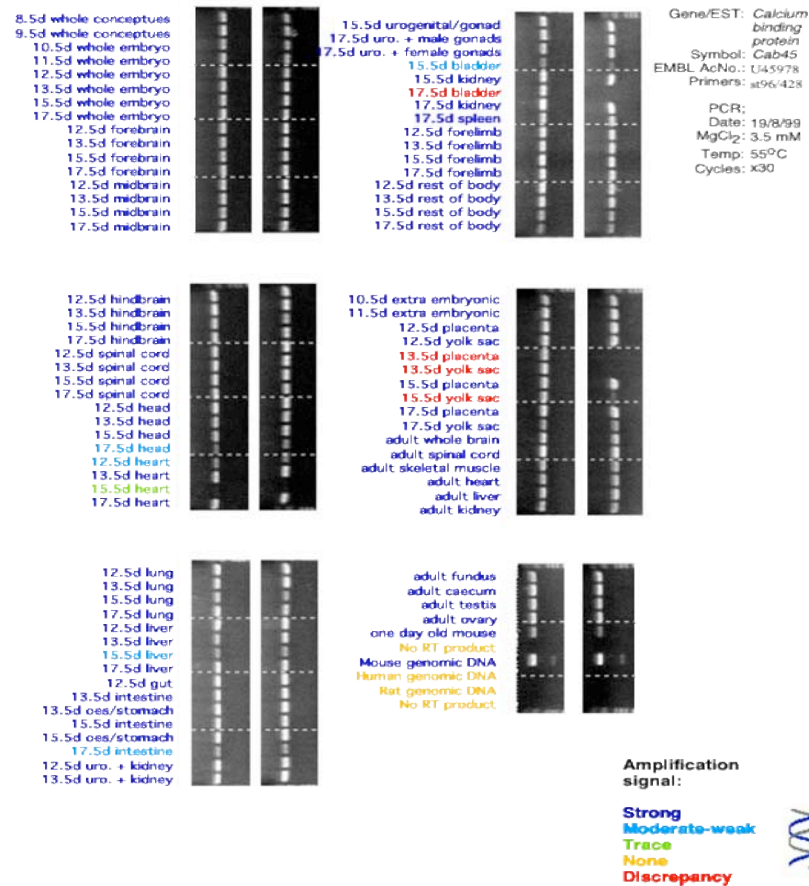 8.5d whole conceptues
9.5d whole conceptues
10.5d whole embryo
11.5d whole embryo
12.5d whole embryo
13.5d whole embryo
15.5d whole embryo
17.5d whole embryo
12.5d forebrain
13.5d forebrain
15.5d forebrain
17.5d forebrain
12.5d midbrain
13.5d midbrain
15.5d midbrain
17.5d midbrain
15.5d urogenital/gonad
17.5d uro. + male gonads
17.5d uro. + female gonads
15.5d bladder
15.5d kidney
17.5d bladder
17.5d kidney
17.5d spleen
12.5d forelimb
13.5d forelimb
15.5d forelimb
17.5d forelimb
12.5d rest of body
13.5d rest of body
15.5d rest of body
17.5d rest of body
Gene/EST: Calcium
binding
protein
Symbol: Cab45
EMBL AcNo.: U45978
Primers: st96/428
PCR;
Date: 19/8/99
MgCl2: 3.5 mM
Temp: 55°C
Cycles: x30
12.5d hindbrain
13.5d hindbrain
15.5d hindbrain
17.5d hindbrain
12.5d spinal cord
13.5d spinal cord
15.5d spinal cord
17.5d spinal cord
12.5d head
13.5d head
15.5d head
17.5d head
12.5d heart
13.5d heart
15.5d heart
17.5d heart
10.5d extra embryonic
11.5d extra embryonic
12.5d placenta
12.5d yolk sac
13.5d placenta
13.5d yolk sac
15.5d placenta
15.5d yolk sac
17.5d placenta
17.5d yolk sac
adult whole brain
adult spinal cord
adult skeletal muscle
adult heart
adult liver
adult kidney
12.5d lung
13.5d lung
15.5d lung
17.5d lung
12.5d liver
13.5d liver
15.5d liver
17.5d liver
12.5d gut
13.5d intestine
13.5d oes/stomach
15.5d intestine
15.5d oes/stomach
17.5d intestine
12.5d uro. + kidney
13.5d uro. + kidney
adult fundus
adult caecum
adult testis
adult ovary
one day old mouse
No RT product
Mouse genomic DNA
Human genomic DNA
Rat genomic DNA
No RT product
Amplification
signal:
Strong
Moderate-weak
Trace
None
Discrepancy